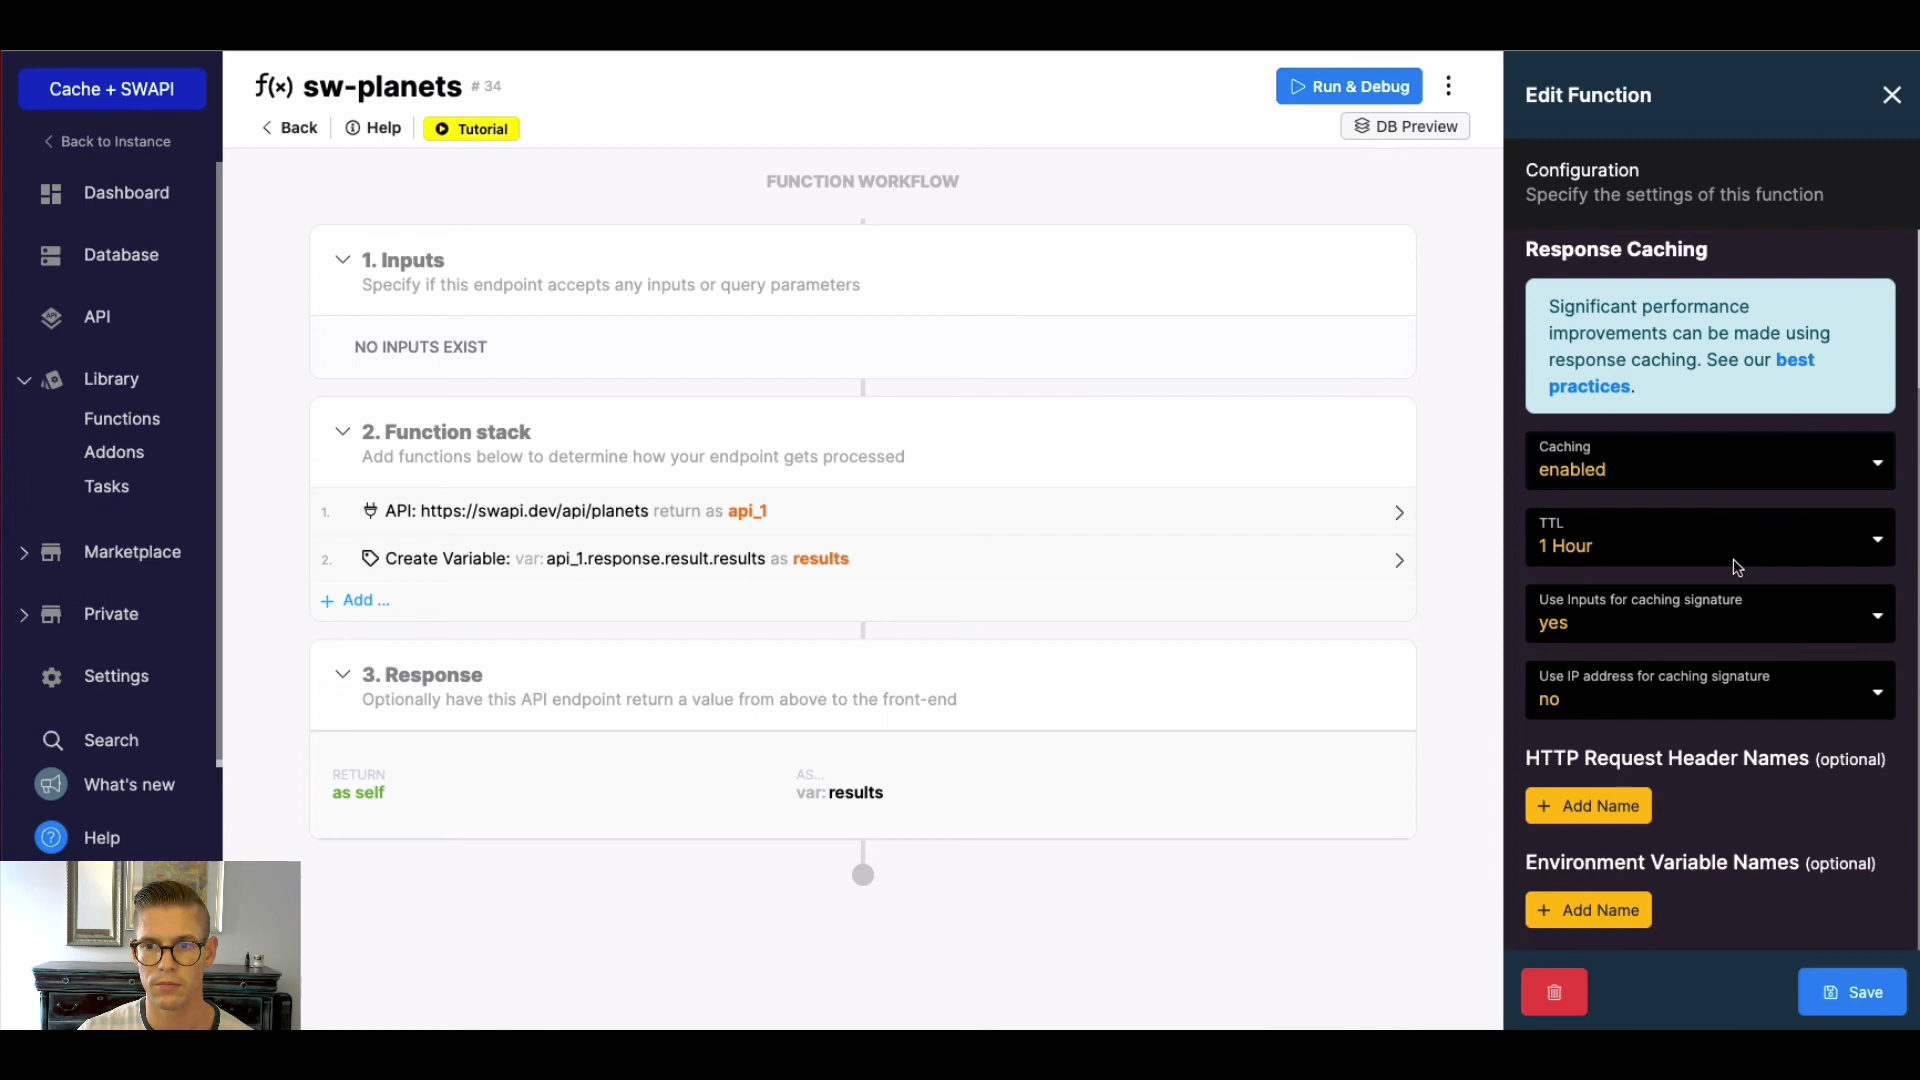 Cache + SWAPI
Back to Instance
Dashboard
Database
API
Library
Functions
Addons
Tasks
Marketplace
Private
Settings
Search
What's new
Help
f(x) sw-planets # 34
Back
Help
Tutorial
Run & Debug
DB Preview
FUNCTION WORKFLOW
1. Inputs
Specify if this endpoint accepts any inputs or query parameters
NO INPUTS EXIST
2. Function stack
Add functions below to determine how your endpoint gets processed
1. API: https://swapi.dev/api/planets return as api_1
2. Create Variable: var: api_1.response.result.results as results
+ Add ...
3. Response
Optionally have this API endpoint return a value from above to the front-end
RETURN
as self
AS...
var: results
Edit Function
Configuration
Specify the settings of this function
Response Caching
Significant performance
improvements can be made using
response caching. See our best
practices.
Caching
enabled
TTL
1 Hour
Use Inputs for caching signature
yes
Use IP address for caching signature
no
HTTP Request Header Names (optional)
+ Add Name
Environment Variable Names (optional)
+ Add Name
Save